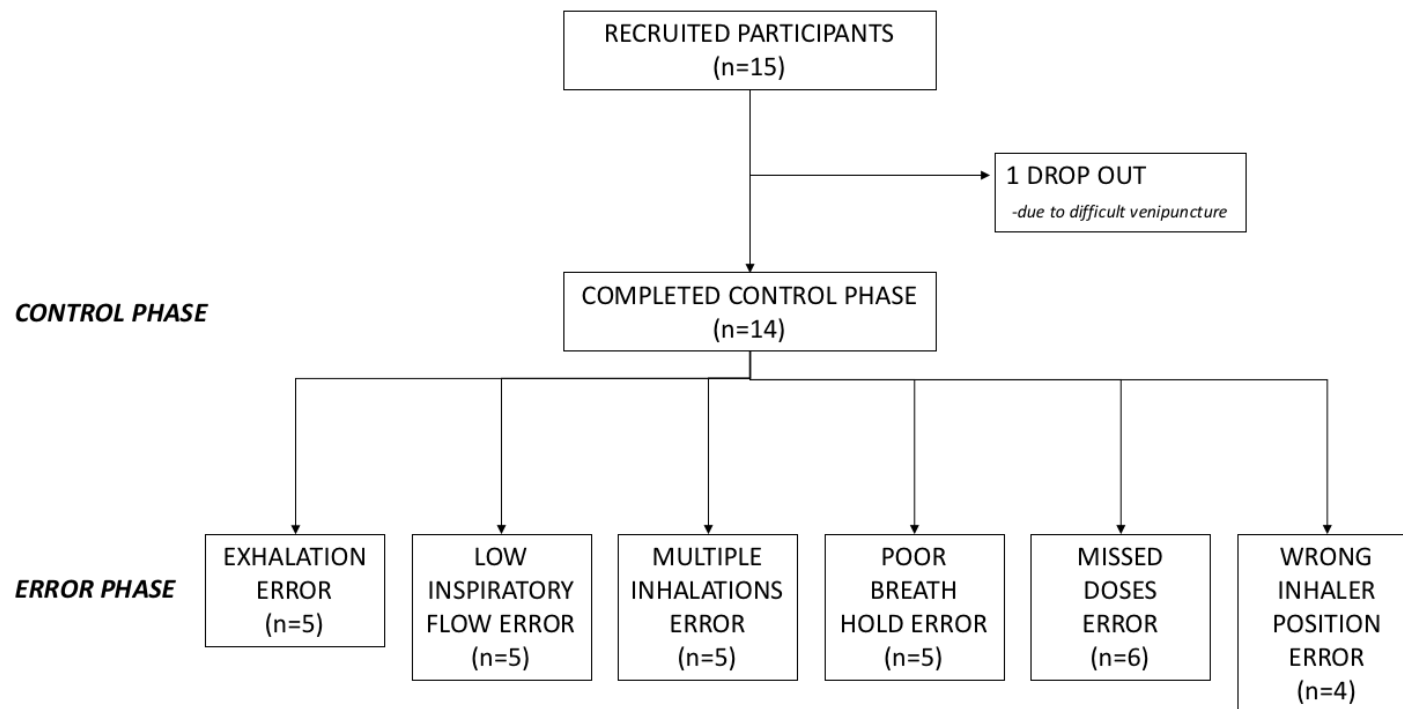 RECRUITED PARTICIPANTS
(n=15)
1 DROP OUT
-due to difficult venipuncture
CONTROL PHASE
COMPLETED CONTROL PHASE
(n=14)
ERROR PHASE
EXHALATION
ERROR
(n=5)
LOW
INSPIRATORY
FLOW ERROR
(n=5)
MULTIPLE
INHALATIONS
ERROR
(n=5)
POOR
BREATH
HOLD ERROR
(n=5)
MISSED
DOSES
ERROR
(n=6)
WRONG
INHALER
POSITION
ERROR
(n=4)